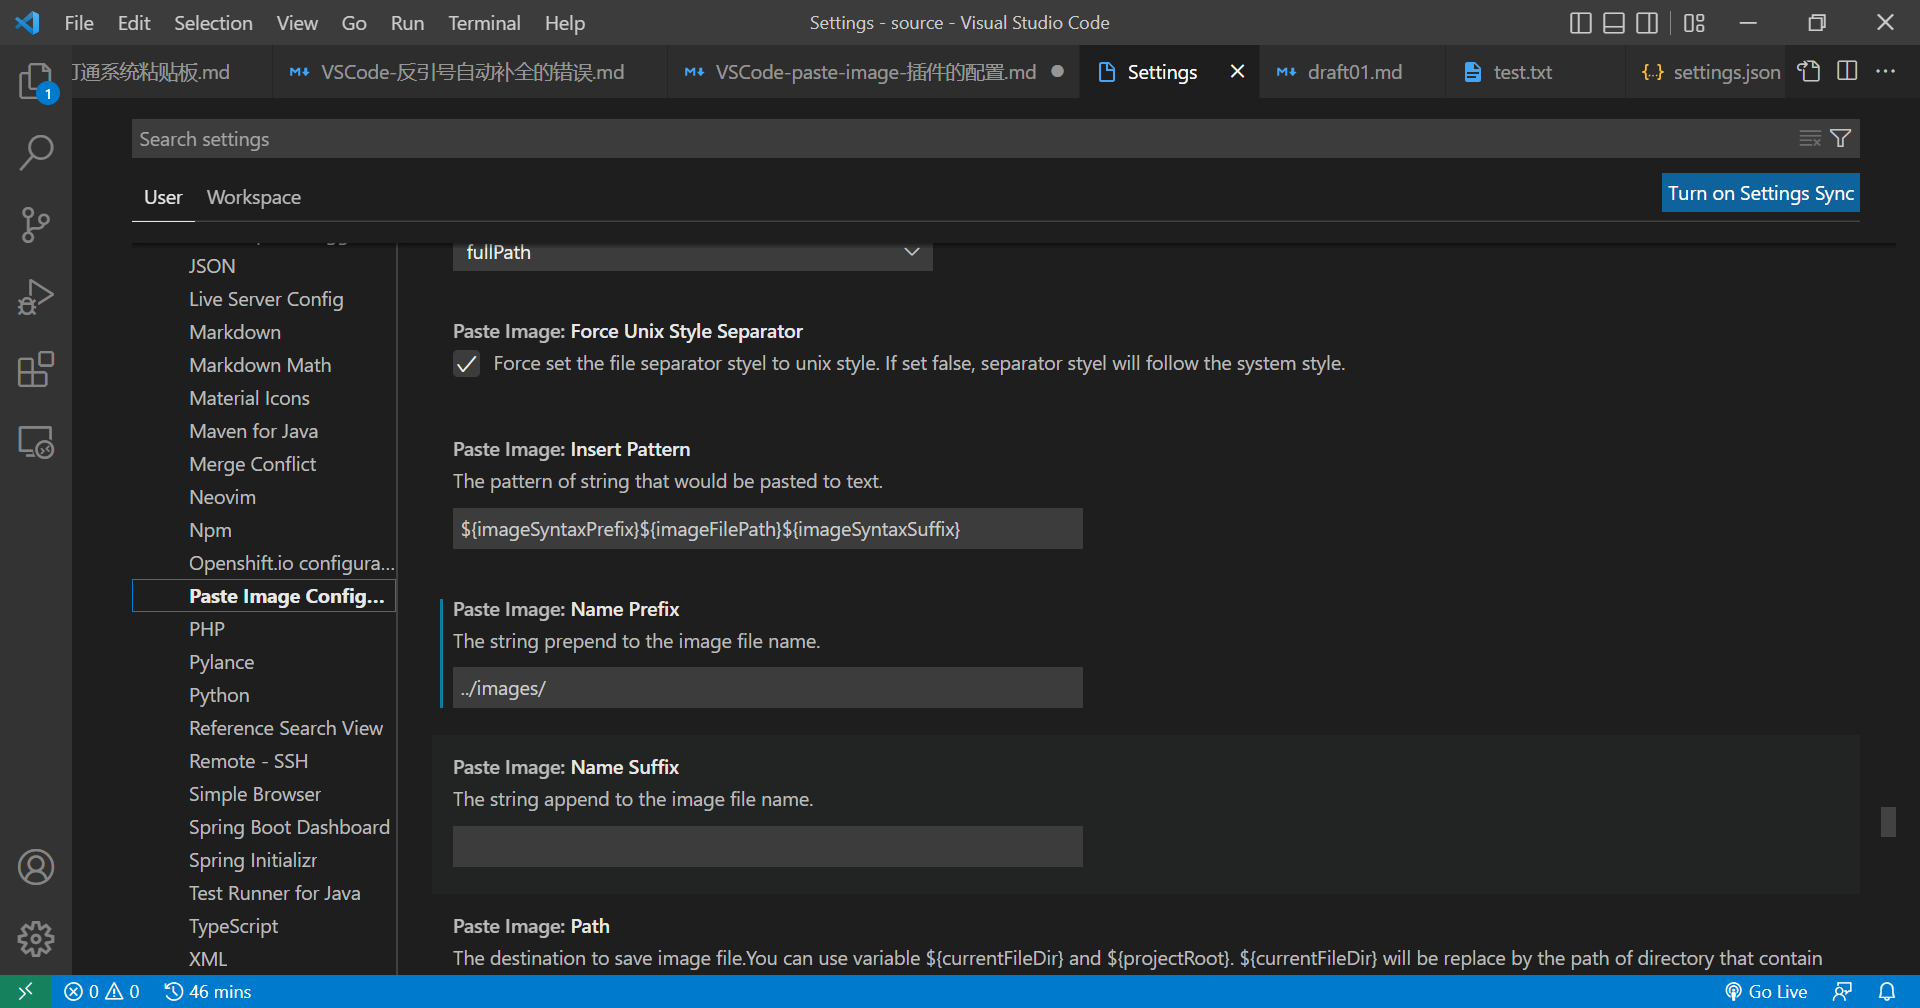 File Edit Selection View Go Run Terminal Help
Settings - source - Visual Studio Code
打通系统粘贴板.md
VSCode-反引号自动补全的错误.md
VSCode-paste-image-插件的配置.md
Settings
draft01.md
test.txt
{..} settings.json
1
Search settings
User Workspace
Turn on Settings Sync
JSON
Live Server Config
Markdown
Markdown Math
Material Icons
Maven for Java
Merge Conflict
Neovim
Npm
Openshift.io configura...
Paste Image Config...
PHP
Pylance
Python
Reference Search View
Remote - SSH
Simple Browser
Spring Boot Dashboard
Spring Initializr
Test Runner for Java
TypeScript
XML
fullPath
Paste Image: Force Unix Style Separator
Force set the file separator styel to unix style. If set false, separator styel will follow the system style.
Paste Image: Insert Pattern
The pattern of string that would be pasted to text.
${imageSyntaxPrefix}${imageFilePath}${imageSyntaxSuffix}
Paste Image: Name Prefix
The string prepend to the image file name.
../images/
Paste Image: Name Suffix
The string append to the image file name.
Paste Image: Path
The destination to save image file.You can use variable ${currentFileDir} and ${projectRoot}. ${currentFileDir} will be replace by the path of directory that contain
0 0 46 mins
Go Live